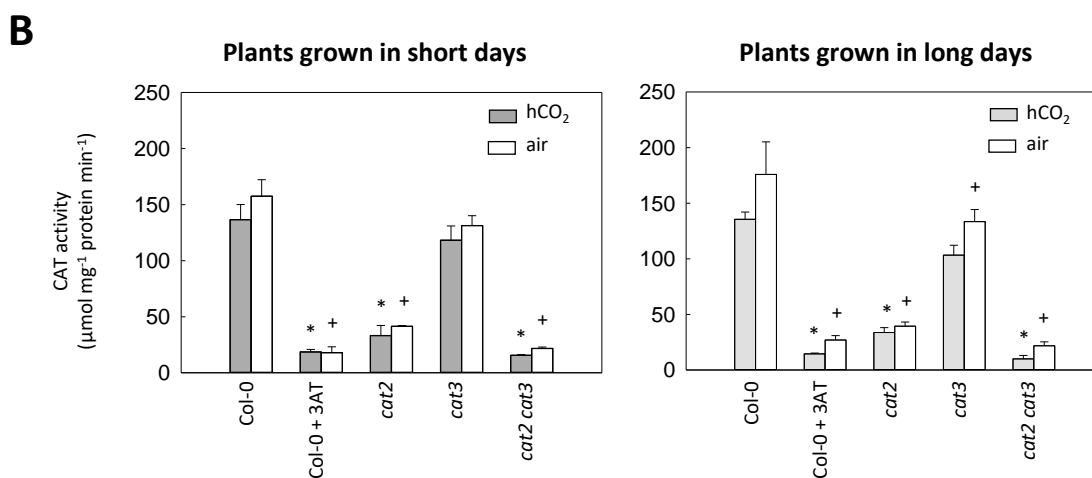 B
Plants grown in short days
Plants grown in long days
CAT activity
(µmol mg⁻¹ protein min⁻¹)
250
200
150
100
50
0
hCO₂
air
* + * + * +
Col-0
Col-0 + 3AT
cat2
cat3
cat2 cat3
250
200
150
100
50
0
hCO₂
air
* + * + + * +
Col-0
Col-0 + 3AT
cat2
cat3
cat2 cat3